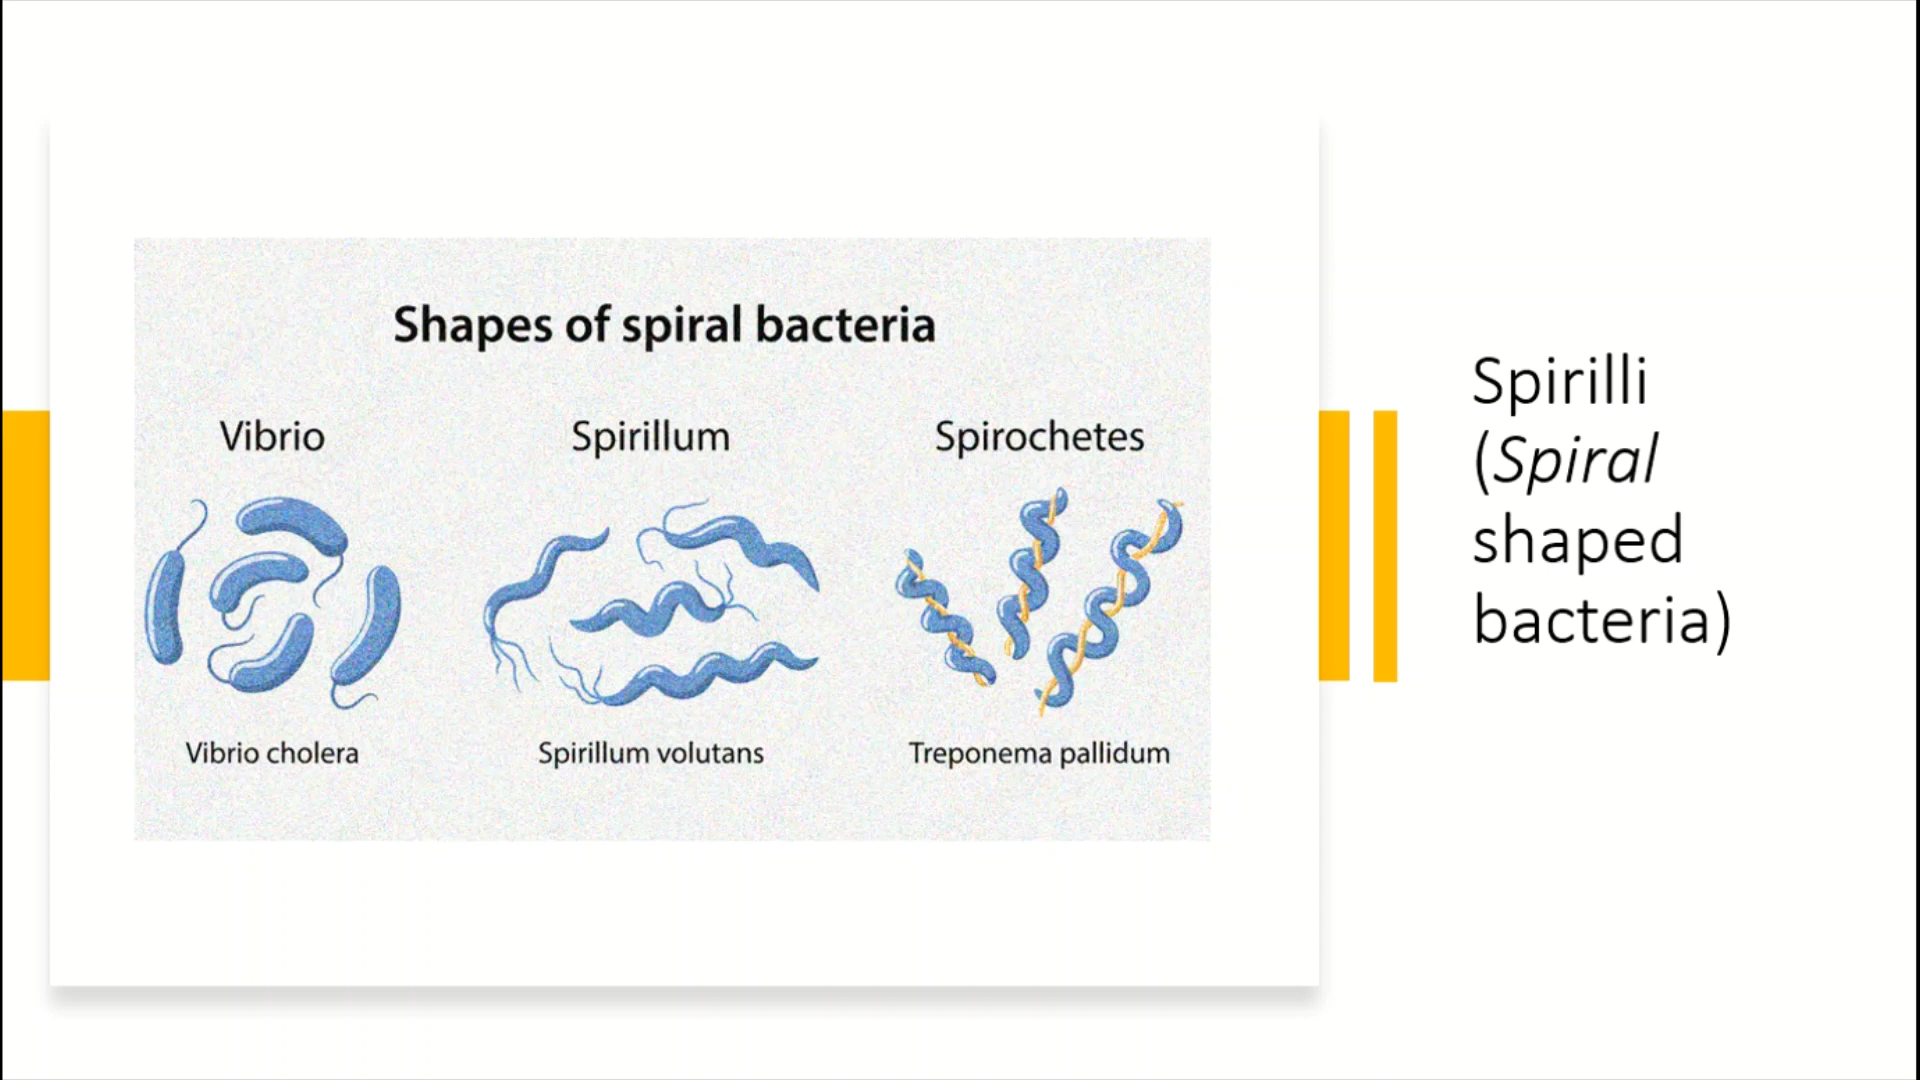 Shapes of spiral bacteria
Vibrio
Spirillum
Spirochetes
Vibrio cholera
Spirillum volutans
Treponema pallidum
Spirilli
(Spiral
shaped
bacteria)